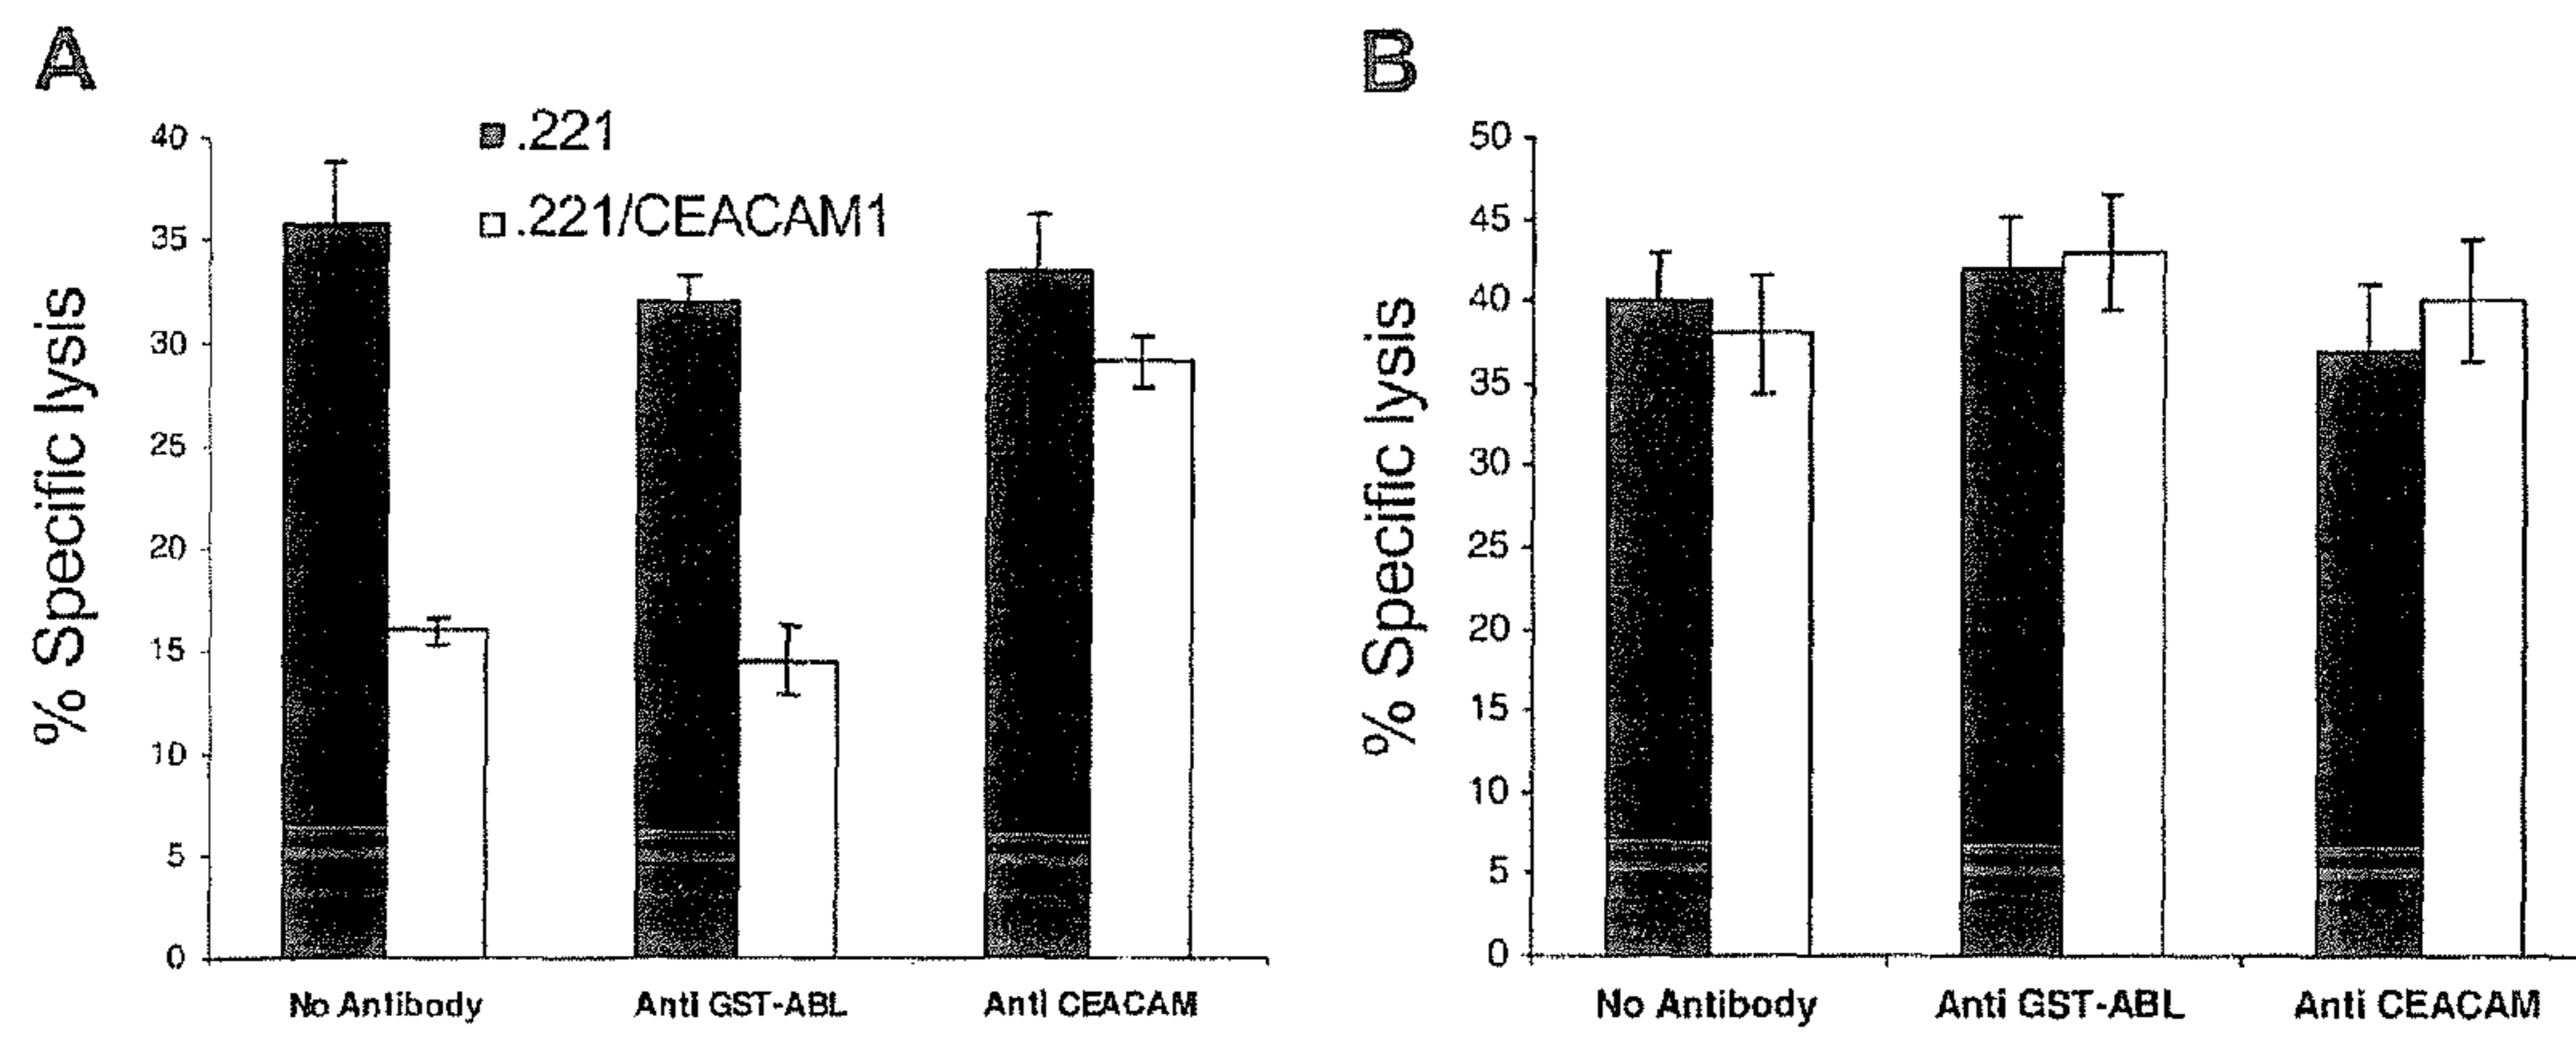 A
.221
.221/CEACAM1
% Specific lysis
40
35
30
25
20
15
10
5
0
No Antibody
Anti GST-ABL
Anti CEACAM
B
% Specific lysis
50
45
40
35
30
25
20
15
10
5
0
No Antibody
Anti GST-ABL
Anti CEACAM